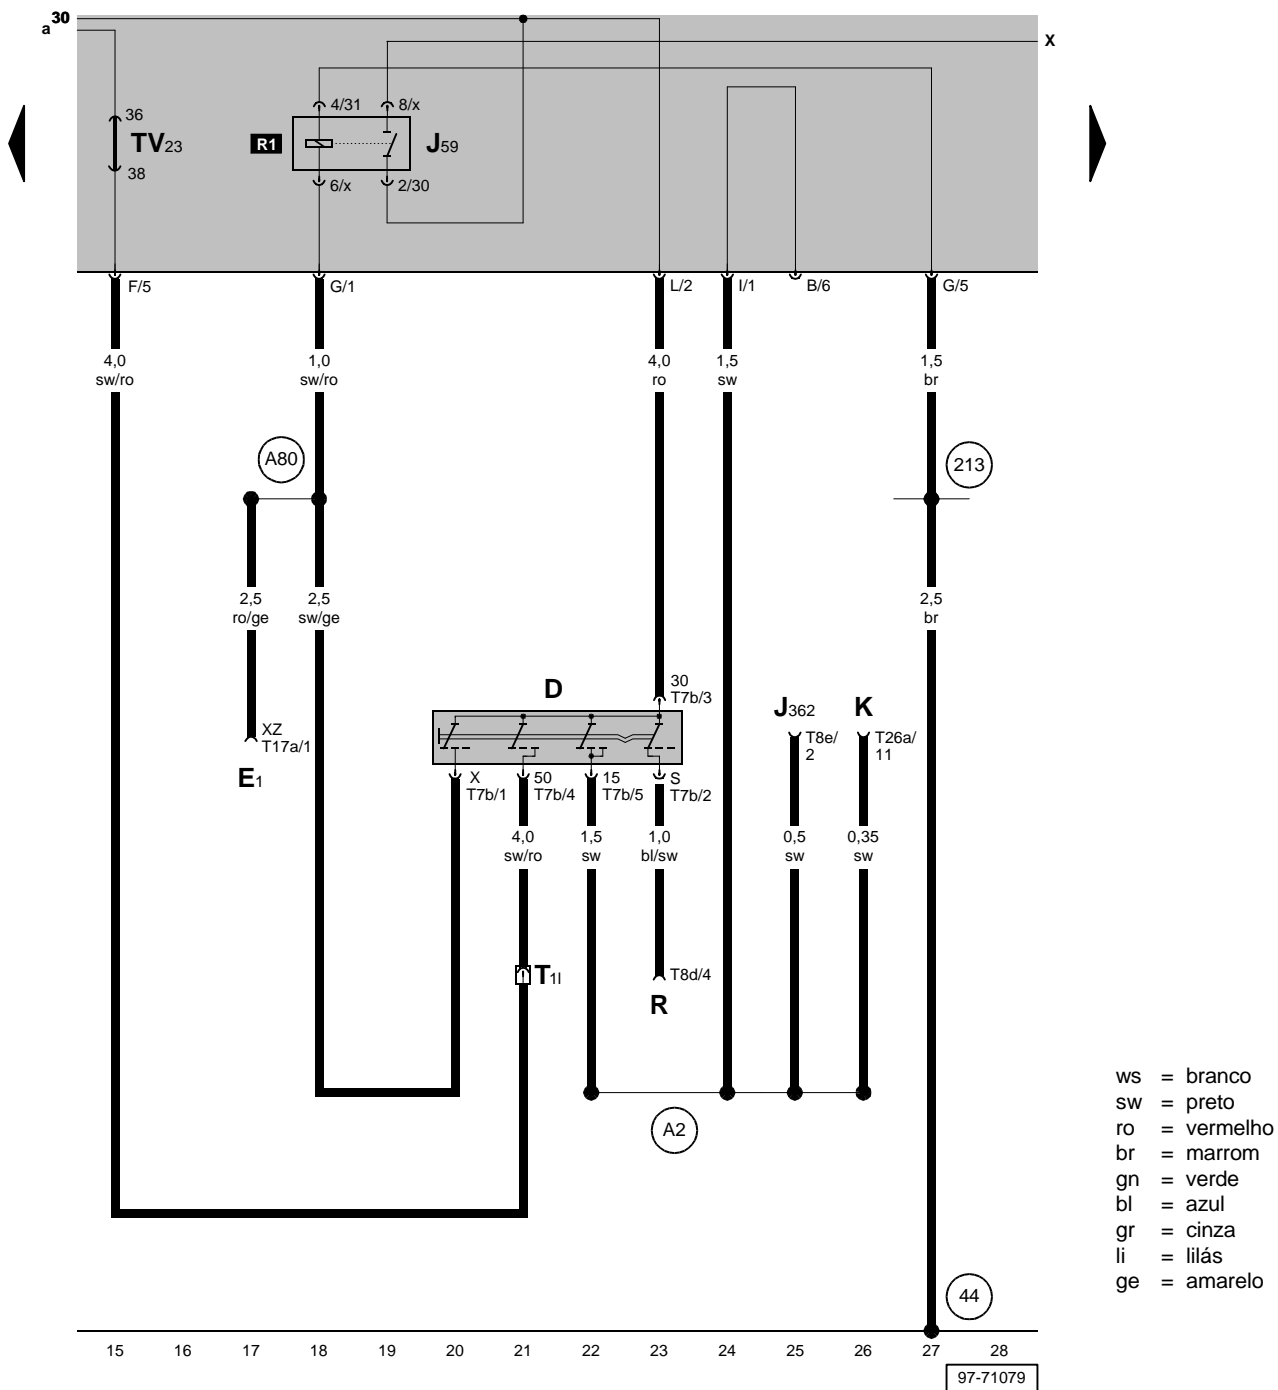 30
a
X
36
TV23
38
R1
4/31
8/x
J59
6/x
2/30
F/5
G/1
L/2
I/1
B/6
G/5
4,0
sw/ro
1,0
sw/ro
4,0
ro
1,5
sw
1,5
br
A80
213
2,5
ro/ge
2,5
sw/ge
2,5
br
D
30
T7b/3
XZ
T17a/1
E1
J362
T8e/
2
K
T26a/
11
X
T7b/1
50
T7b/4
15
T7b/5
S
T7b/2
4,0
sw/ro
1,5
sw
1,0
bl/sw
0,5
sw
0,35
sw
T1l
T8d/4
R
A2
ws = branco
sw = preto
ro = vermelho
br = marrom
gn = verde
bl = azul
gr = cinza
li = lilás
ge = amarelo
44
15 16 17 18 19 20 21 22 23 24 25 26 27 28
97-71079